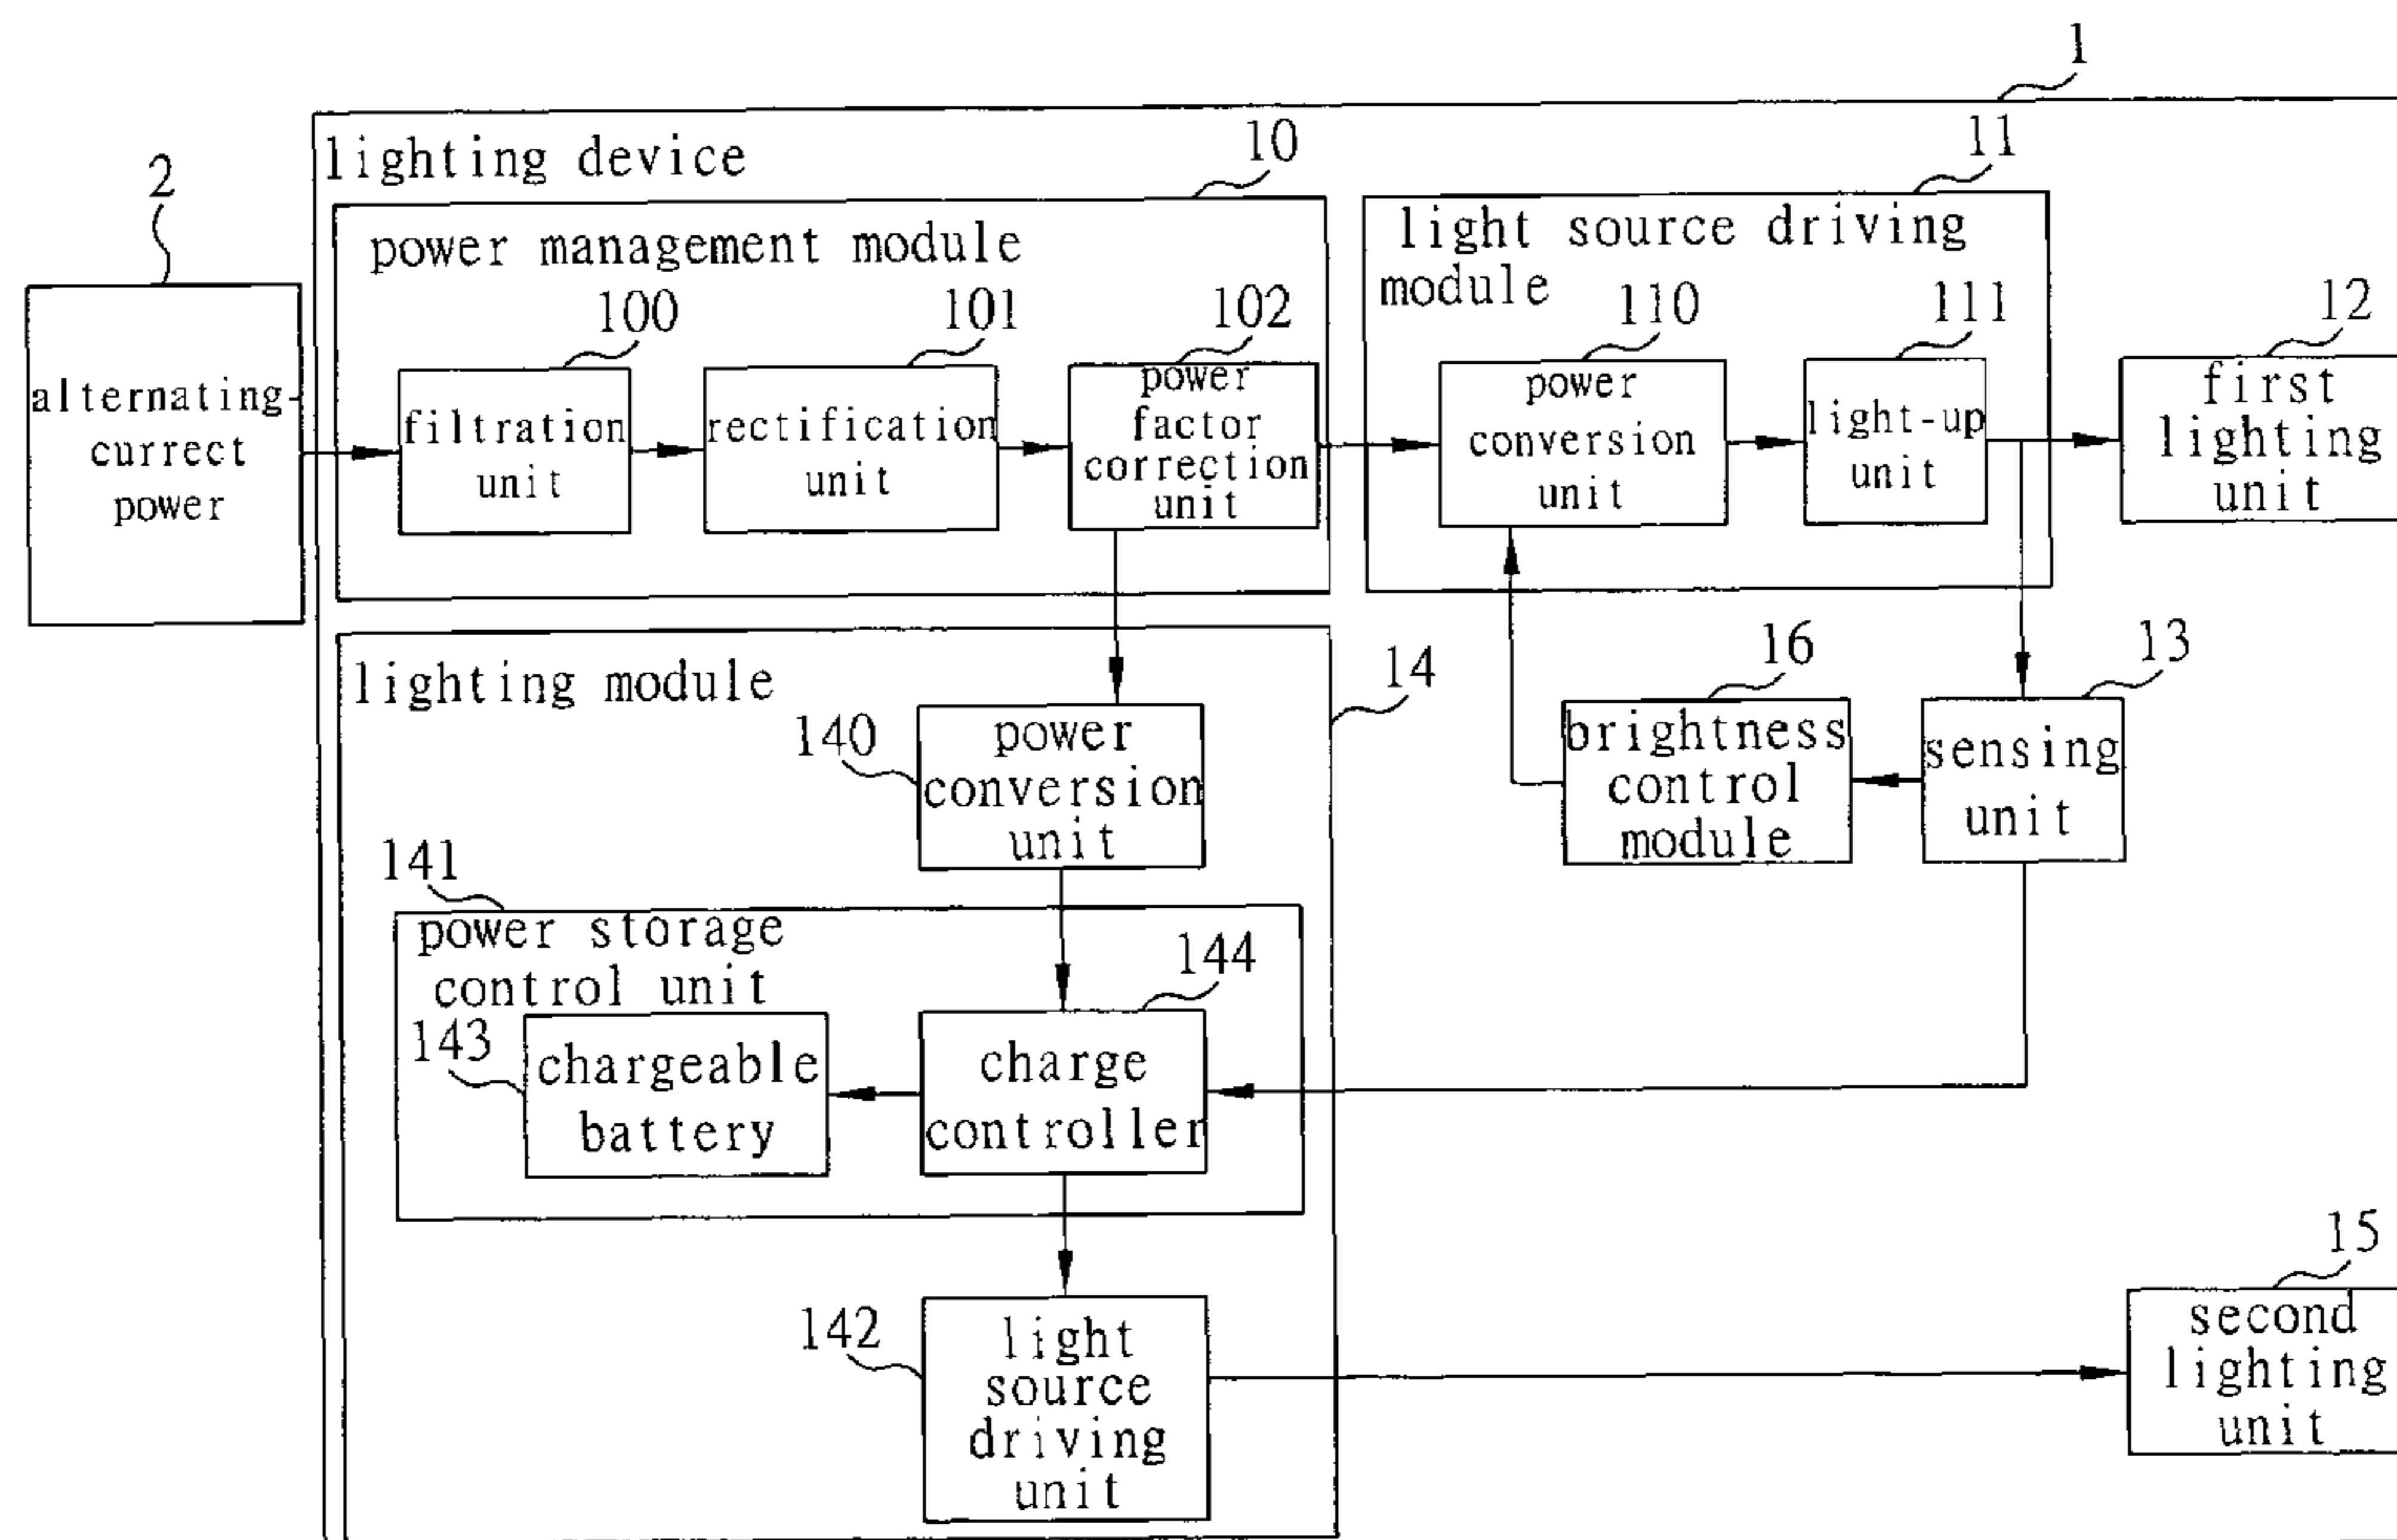 1
lighting device
10
11
2
power management module
light source driving
module
100
101
102
110
111
12
alternating
currect
power
filtration
unit
rectification
unit
power
factor
correction
unit
power
conversion
unit
light-up
unit
first
lighting
unit
lighting module
14
16
13
140
power
conversion
unit
brightness
control
module
sensing
unit
141
power storage
control unit
144
143
chargeable
battery
charge
controller
15
142
light
source
driving
unit
second
lighting
unit